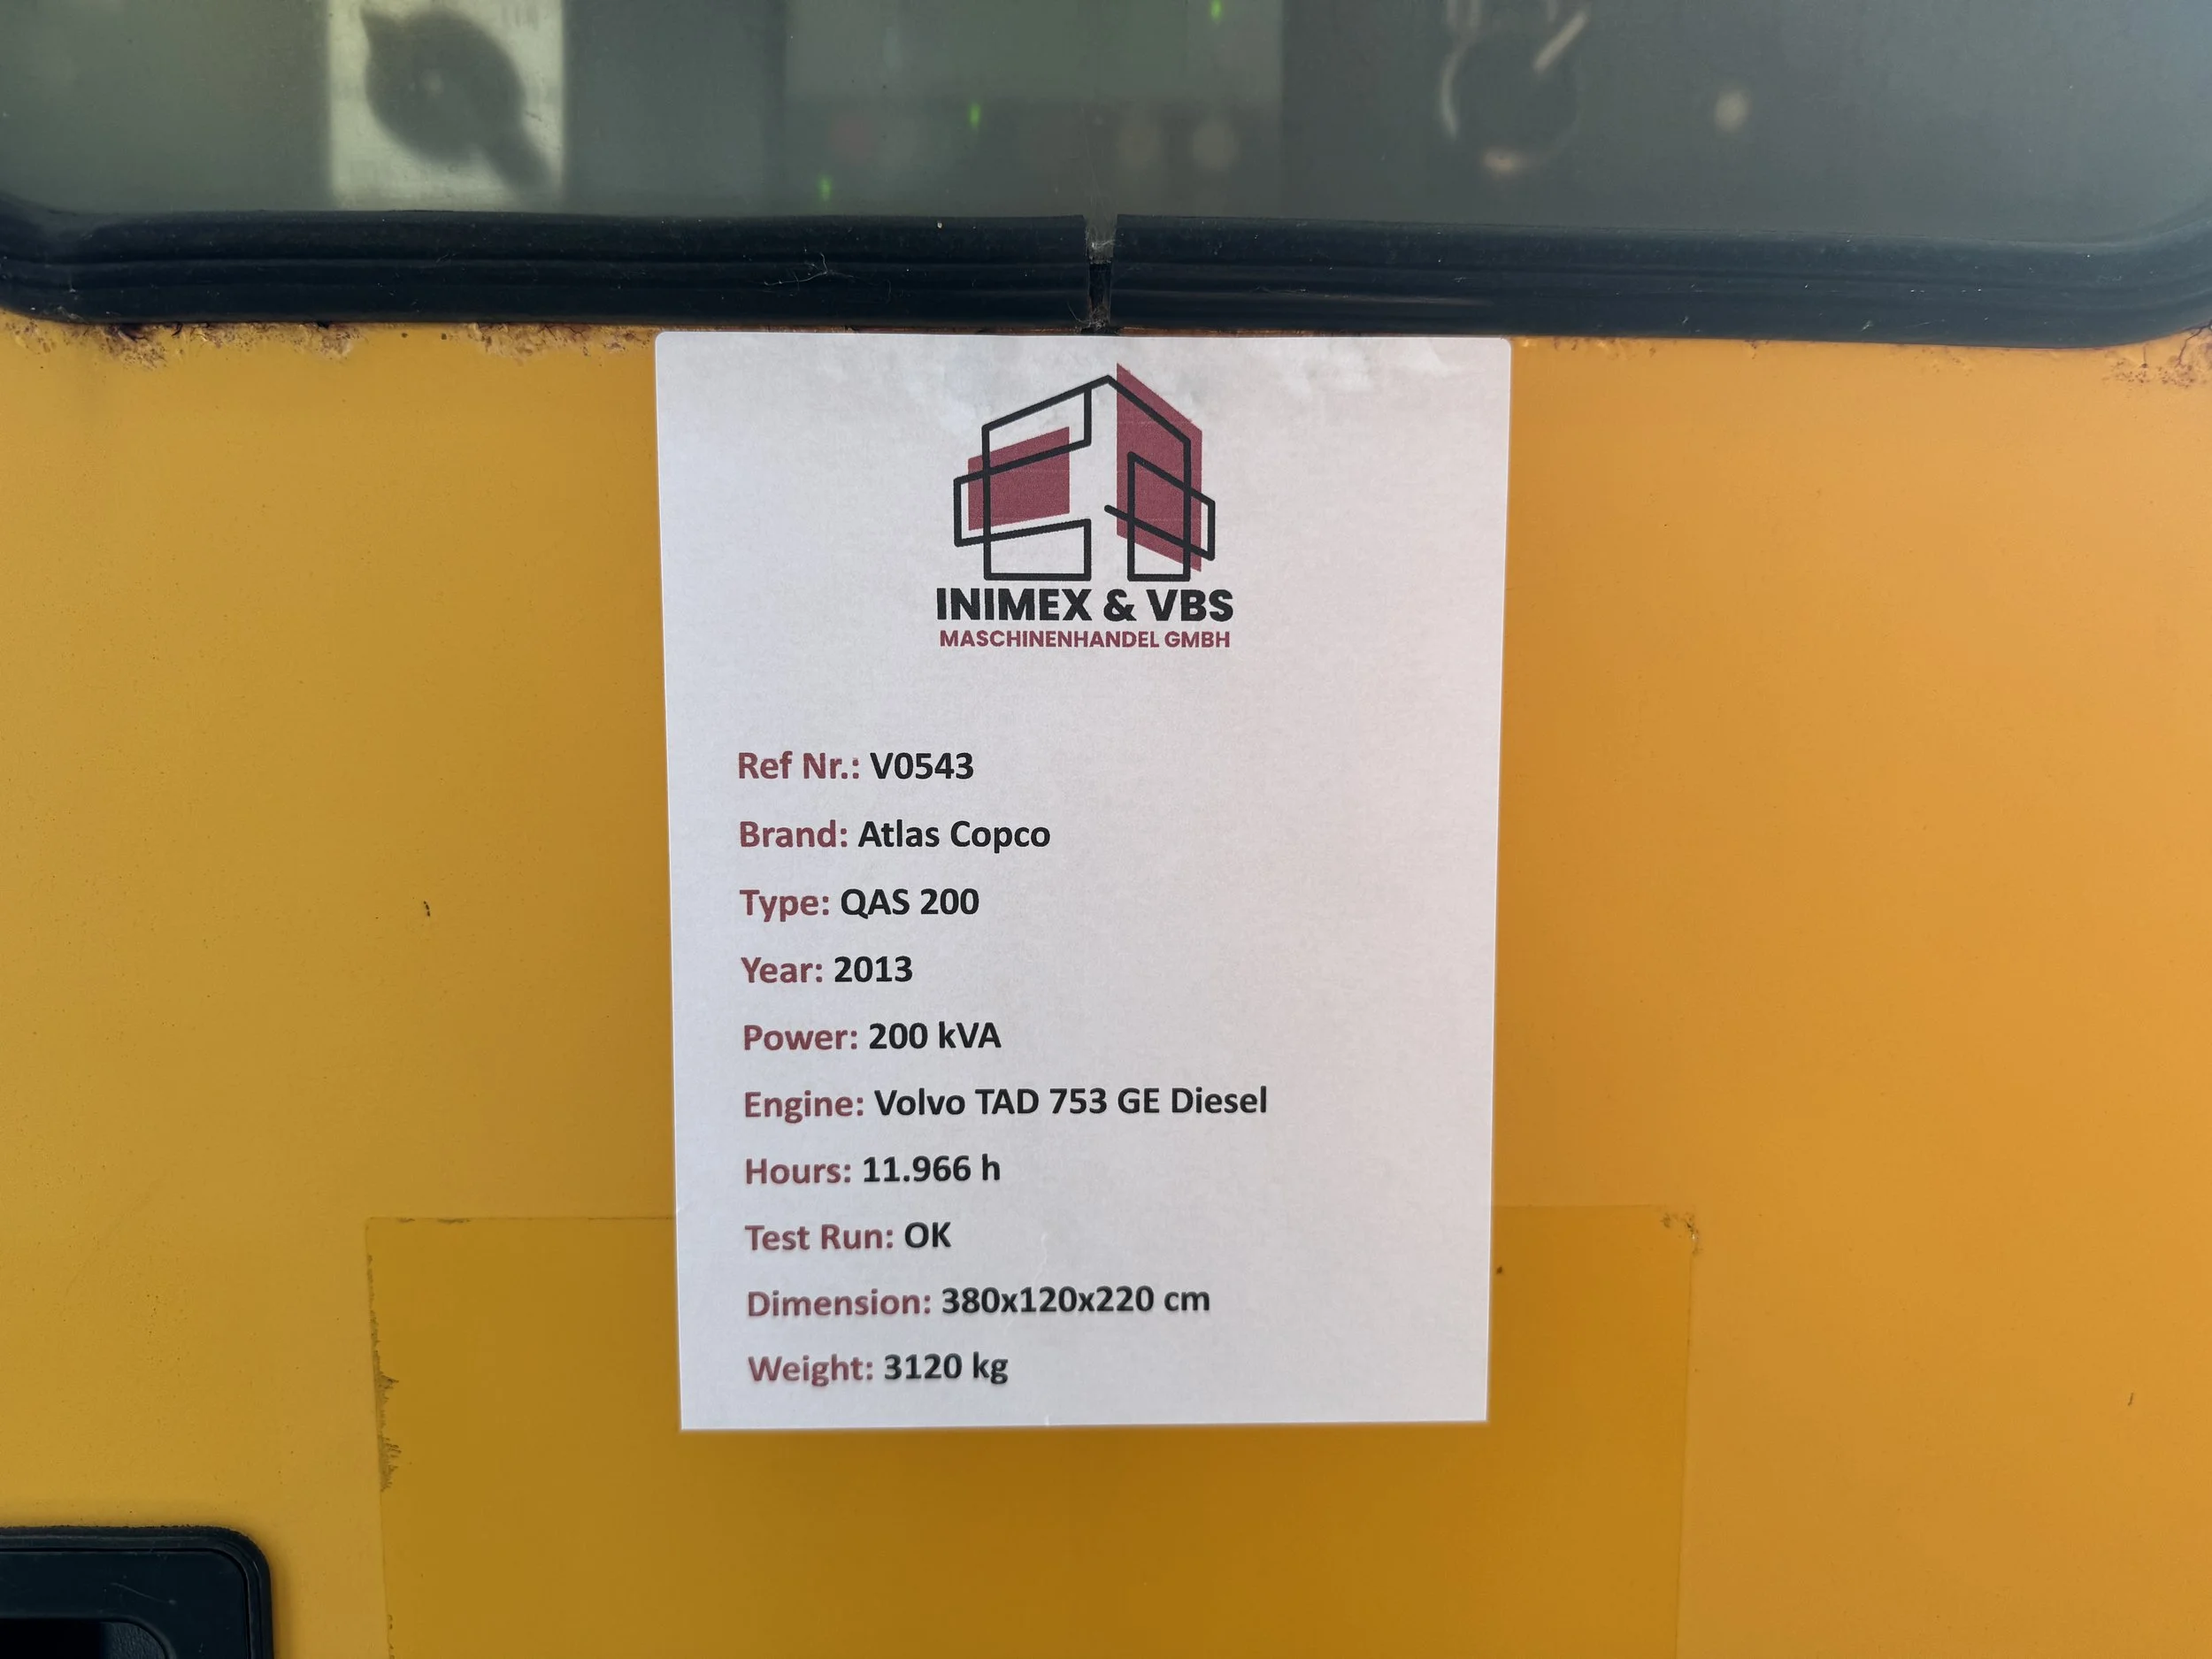 INIMEX & VBS
MASCHINENHANDEL GMBH
Ref Nr.: V0543
Brand: Atlas Copco
Type: QAS 200
Year: 2013
Power: 200 kVA
Engine: Volvo TAD 753 GE Diesel
Hours: 11.966 h
Test Run: OK
Dimension: 380x120x220 cm
Weight: 3120 kg